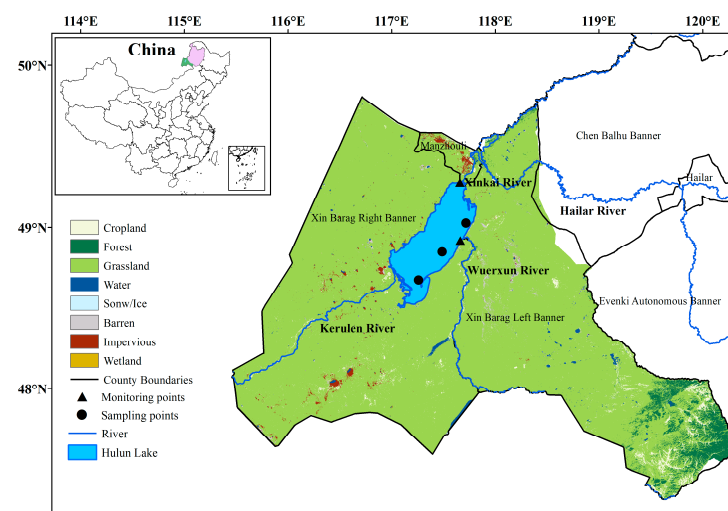 114°E 115°E 116°E 117°E 118°E 119°E 120°E
50°N
49°N
48°N
China
Cropland
Forest
Grassland
Water
Sonw/Ice
Barren
Impervious
Wetland
County Boundaries
Monitoring points
Sampling points
River
Hulun Lake
Manzhouli
Chen Balhu Banner
Hailar
Xinkai River
Hailar River
Xin Barag Right Banner
Wuerxun River
Evenki Autonomous Banner
Xin Barag Left Banner
Kerulen River